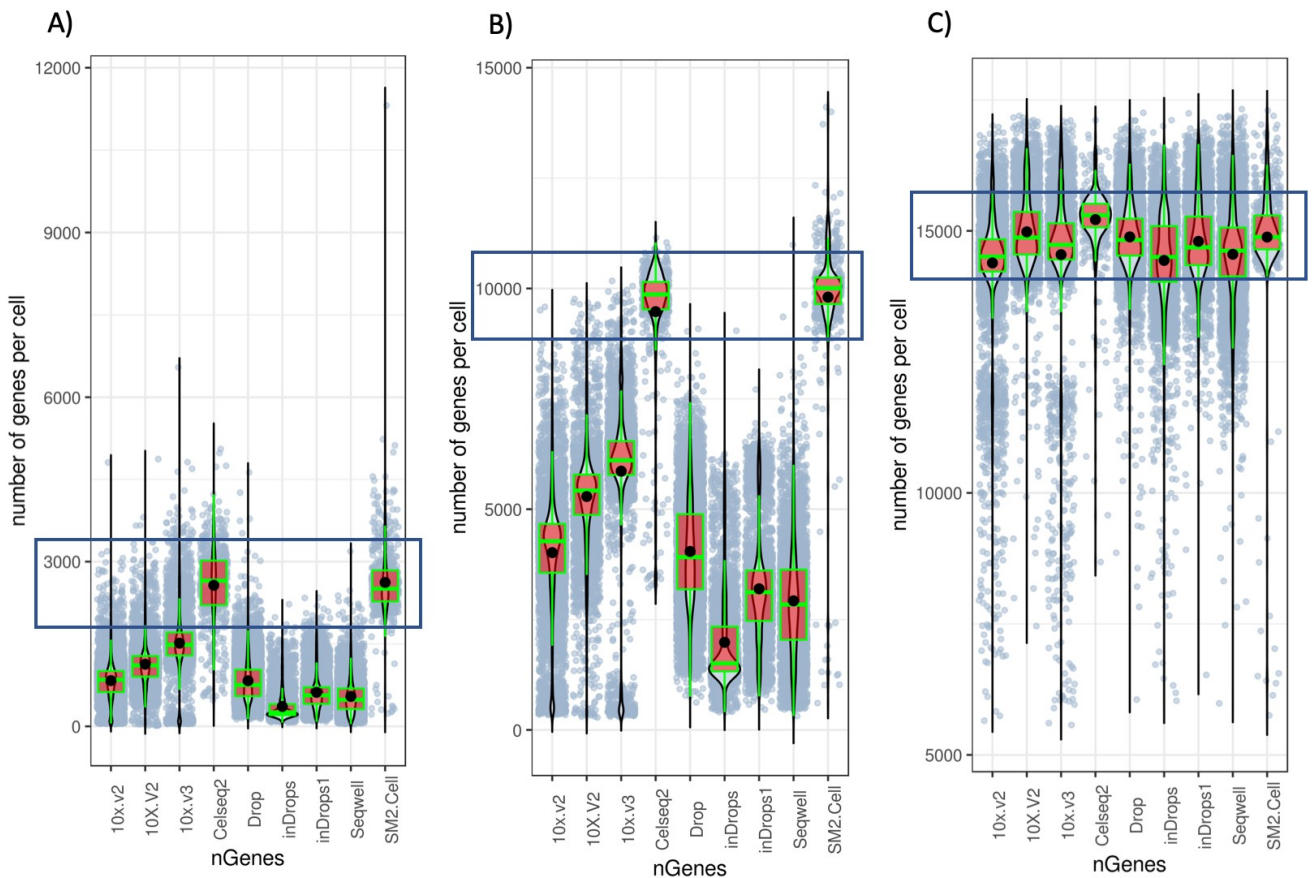 A)
number of genes per cell
12000
9000
6000
3000
0
10x.v2
10X.V2
10x.v3
Celseq2
Drop
inDrops
inDrops1
Seqwell
SM2.Cell
nGenes
B)
number of genes per cell
15000
10000
5000
0
10x.v2
10X.V2
10x.v3
Celseq2
Drop
inDrops
inDrops1
Seqwell
SM2.Cell
nGenes
C)
number of genes per cell
15000
10000
5000
10x.v2
10X.V2
10x.v3
Celseq2
Drop
inDrops
inDrops1
Seqwell
SM2.Cell
nGenes